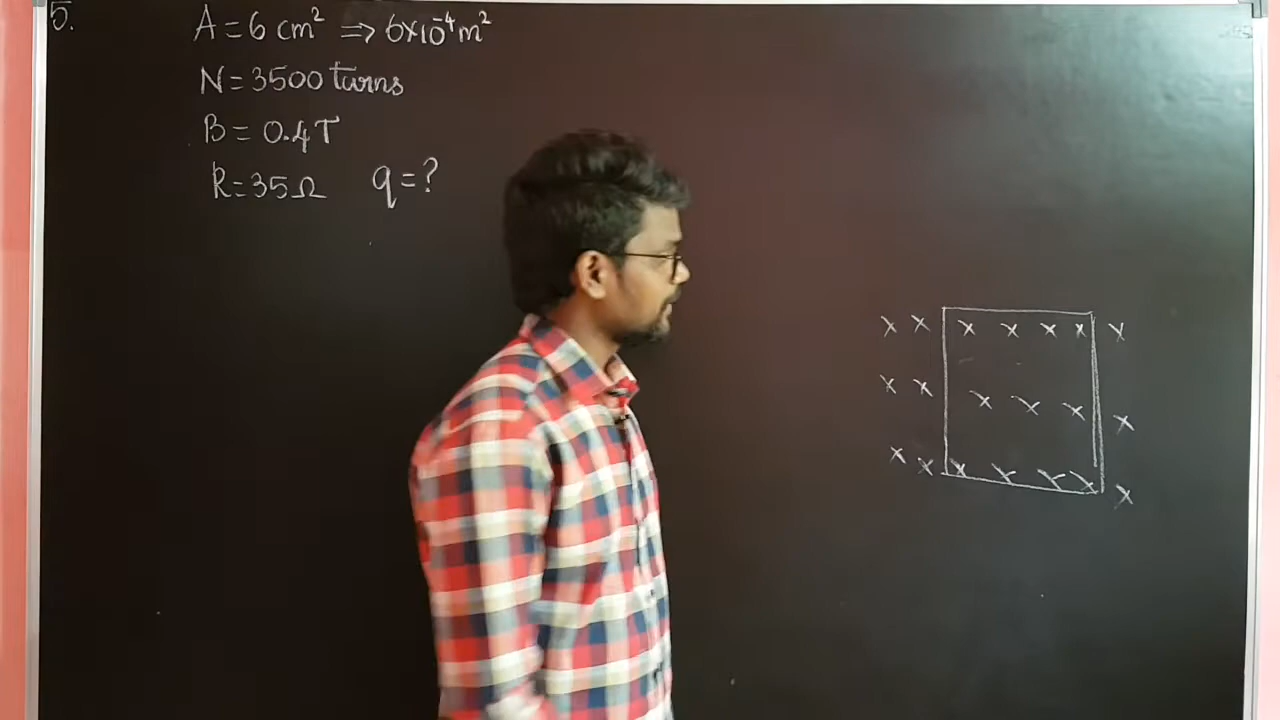 5.
A = 6 cm² ⇒ 6×10⁻⁴ m²
N = 3500 turns
B = 0.4T
R = 35Ω q = ?
x x x x x x x
x x x x x x
x x x x x x x